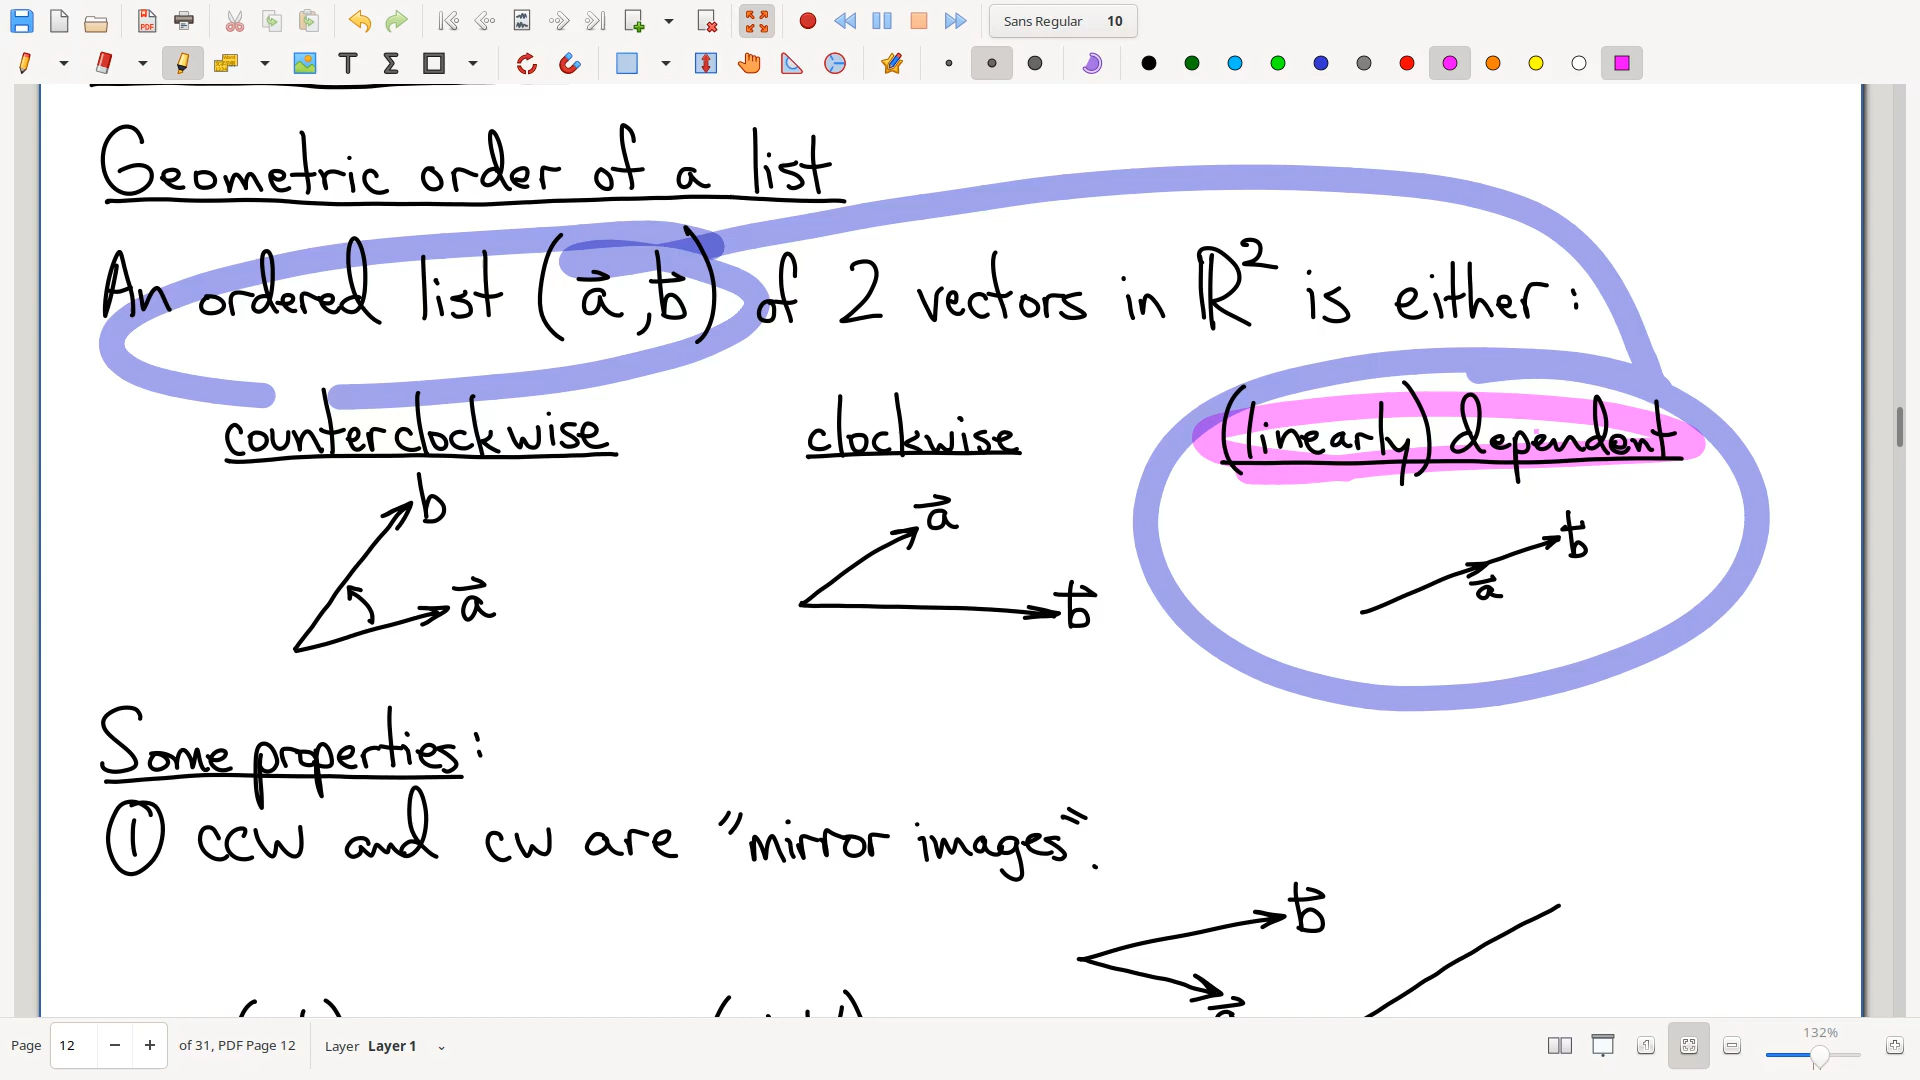 Sans Regular 10
Geometric order of a list
An ordered list (a⃗, b⃗) of 2 vectors in ℝ² is either:
counterclockwise clockwise (linearly) dependent
b a⃗ b⃗
a⃗ b⃗ a⃗
Some properties:
① ccw and cw are "mirror images".
b⃗
Page 12 of 31, PDF Page 12 Layer Layer 1 132%